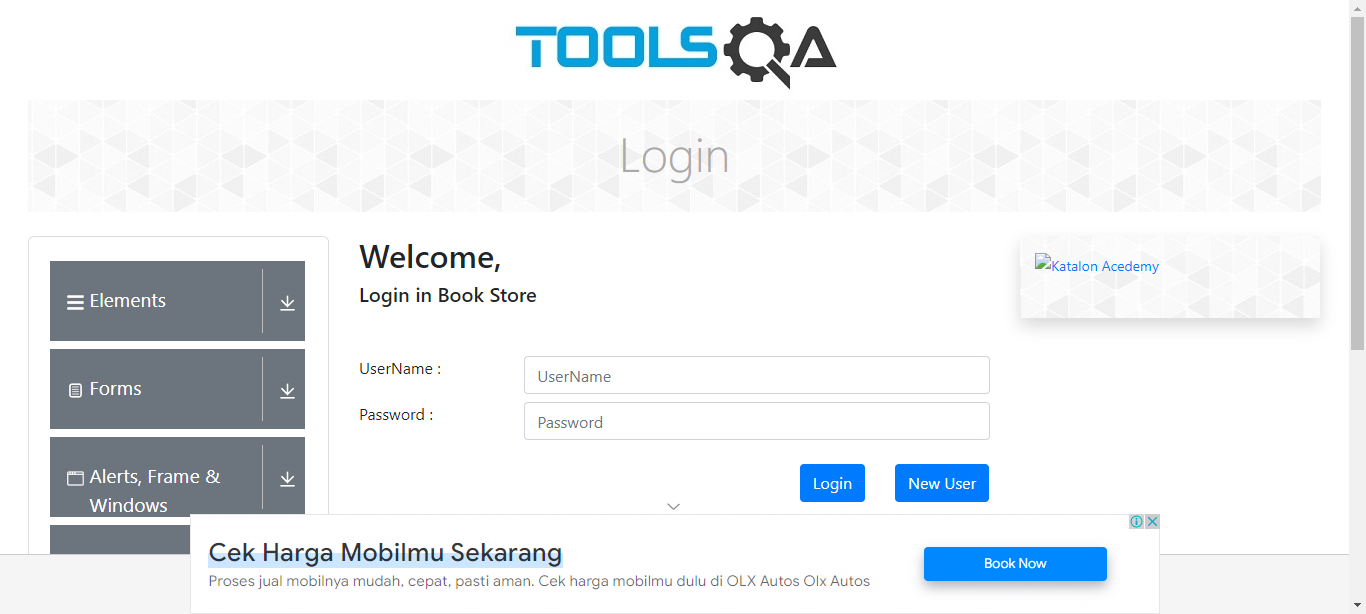 TOOLSQA
Login
Elements
Forms
Alerts, Frame &
Windows
Welcome,
Login in Book Store
UserName :
UserName
Password :
Password
Login
New User
Katalon Acedemy
Cek Harga Mobilmu Sekarang
Proses jual mobilnya mudah, cepat, pasti aman. Cek harga mobilmu dulu di OLX Autos Olx Autos
Book Now